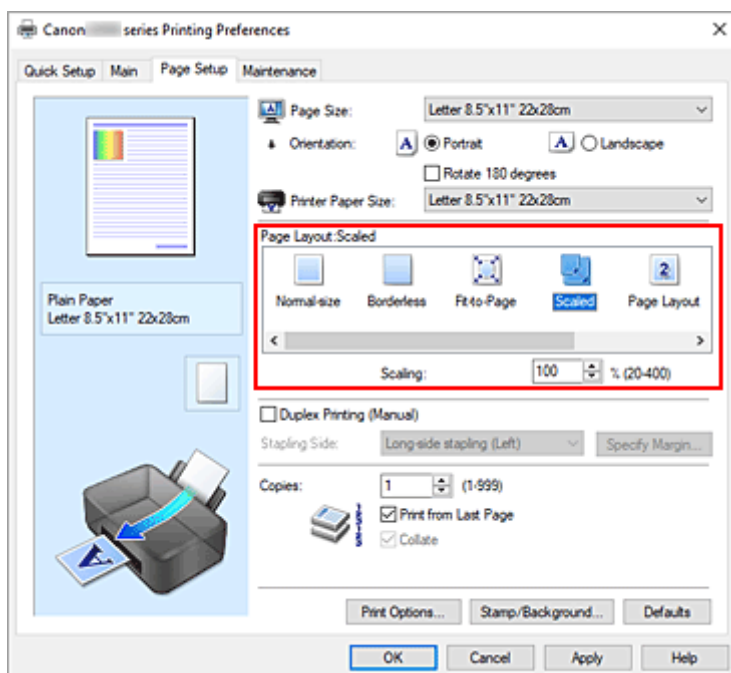 Canon series Printing Preferences
Quick Setup Main Page Setup Maintenance
Page Size: Letter 8.5"x11" 22x28cm
Orientation: A Portrait A Landscape
Rotate 180 degrees
Printer Paper Size: Letter 8.5"x11" 22x28cm
Page Layout:Scaled
2
Normal-size Borderless Fit-to-Page Scaled Page Layout
Scaling: 100 % (20-400)
Plain Paper
Letter 8.5"x11" 22x28cm
Duplex Printing (Manual)
Stapling Side: Long-side stapling (Left) Specify Margin...
Copies: 1 (1-999)
Print from Last Page
Collate
A
Print Options... Stamp/Background... Defaults
OK Cancel Apply Help